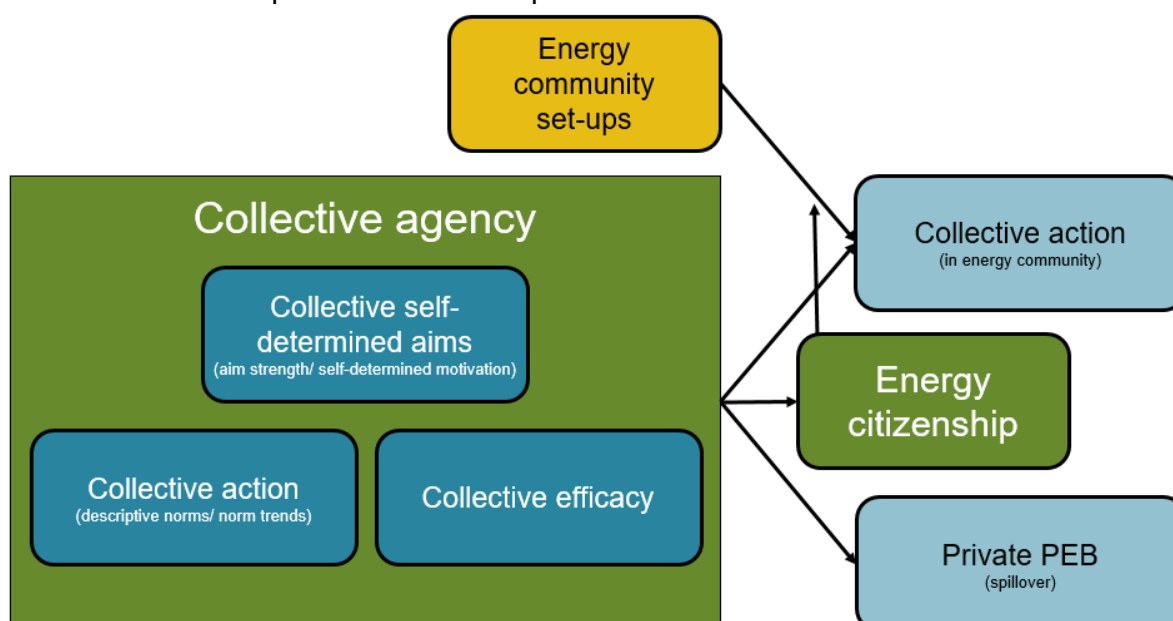 Energy
community
set-ups
Collective agency
Collective self-
determined aims
(aim strength/ self-determined motivation)
Collective action
(descriptive norms/ norm trends)
Collective efficacy
Collective action
(in energy community)
Energy
citizenship
Private PEB
(spillover)